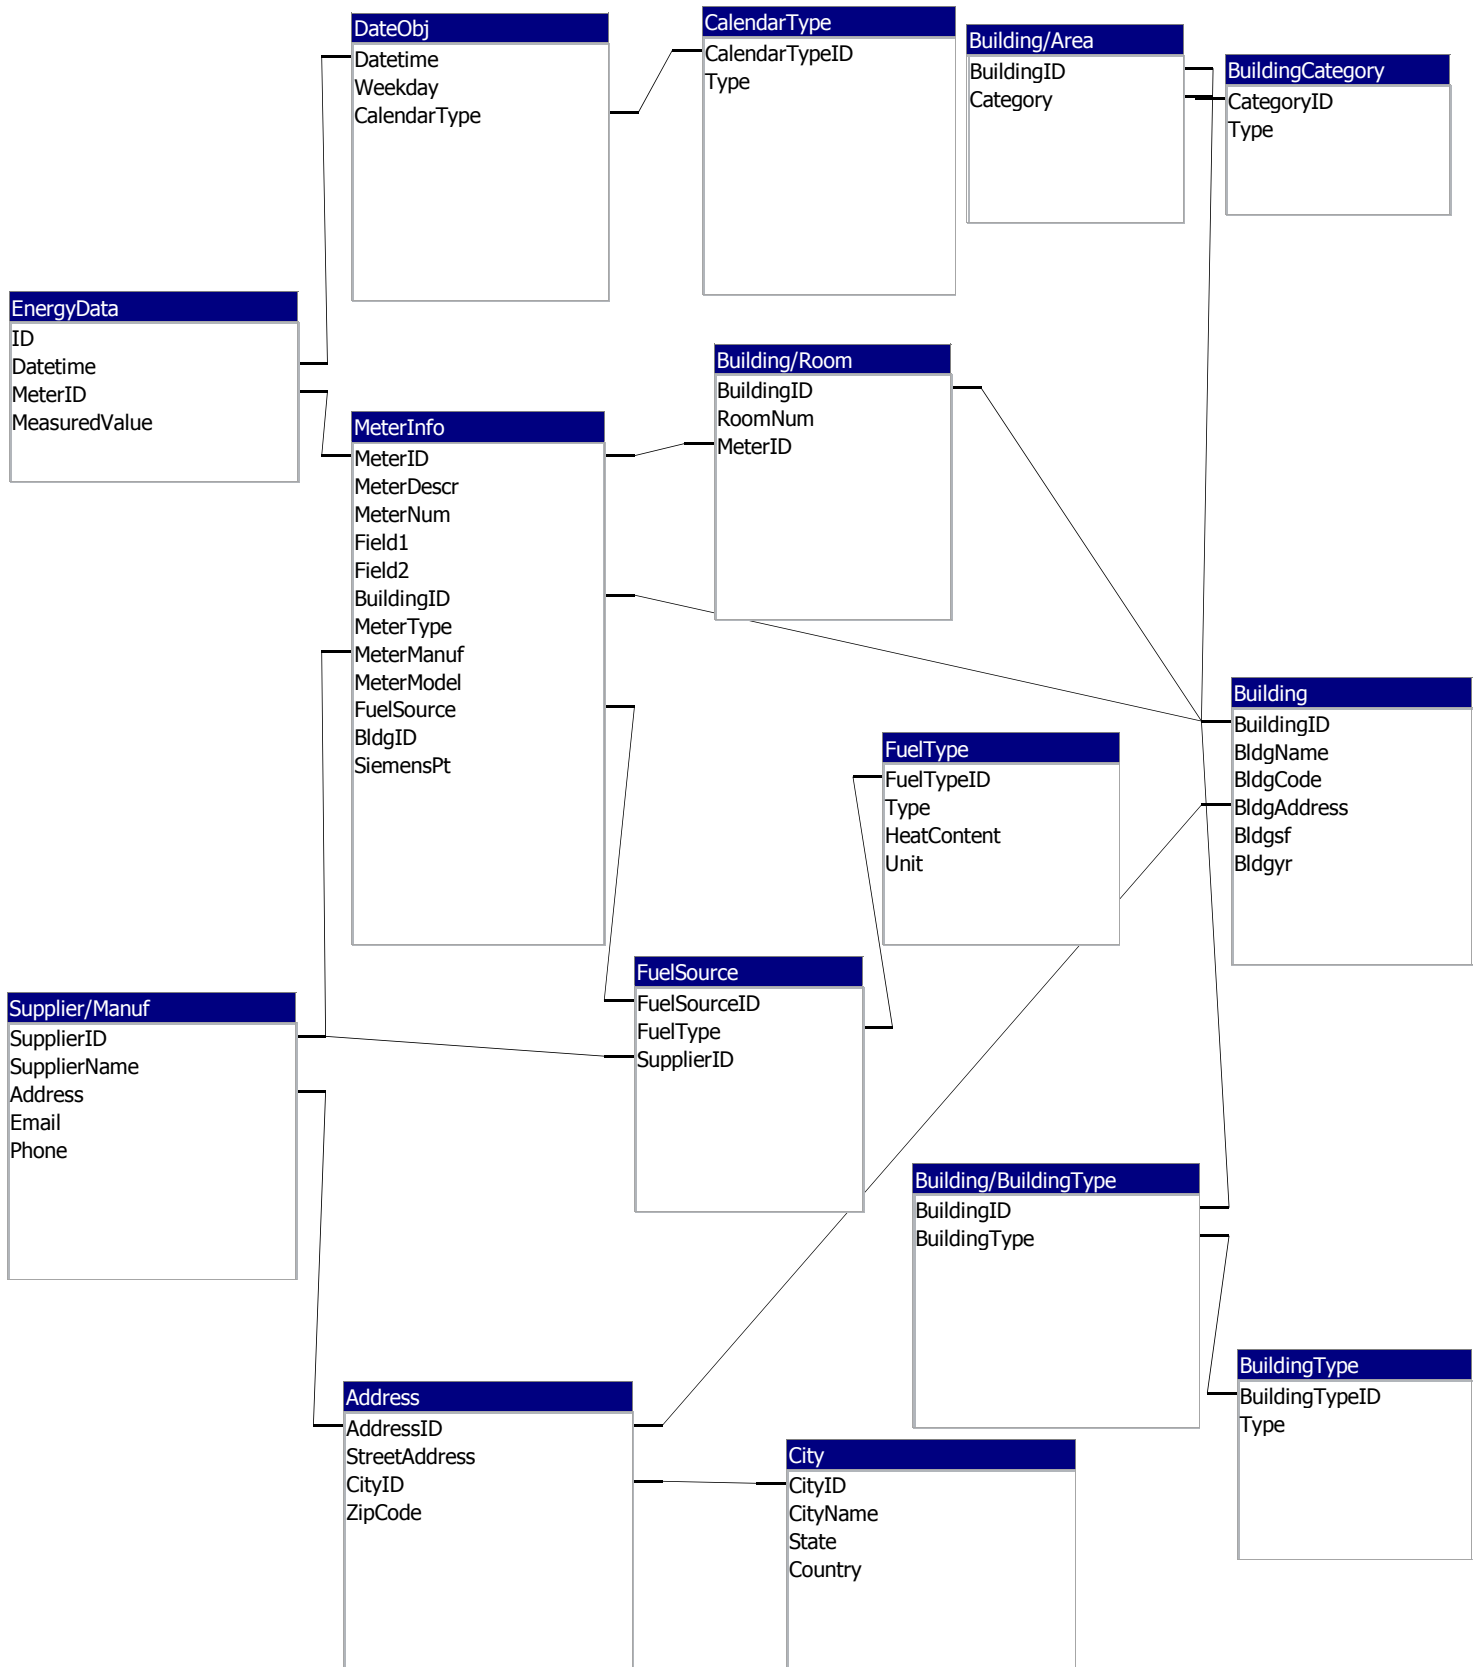 DateObj
Datetime
Weekday
CalendarType
CalendarType
CalendarTypeID
Type
Building/Area
BuildingID
Category
BuildingCategory
CategoryID
Type
EnergyData
ID
Datetime
MeterID
MeasuredValue
MeterInfo
MeterID
MeterDescr
MeterNum
Field1
Field2
BuildingID
MeterType
MeterManuf
MeterModel
FuelSource
BldgID
SiemensPt
Building/Room
BuildingID
RoomNum
MeterID
Building
BuildingID
BldgName
BldgCode
BldgAddress
Bldgsf
Bldgyr
FuelType
FuelTypeID
Type
HeatContent
Unit
Supplier/Manuf
SupplierID
SupplierName
Address
Email
Phone
FuelSource
FuelSourceID
FuelType
SupplierID
Building/BuildingType
BuildingID
BuildingType
BuildingType
BuildingTypeID
Type
Address
AddressID
StreetAddress
CityID
ZipCode
City
CityID
CityName
State
Country